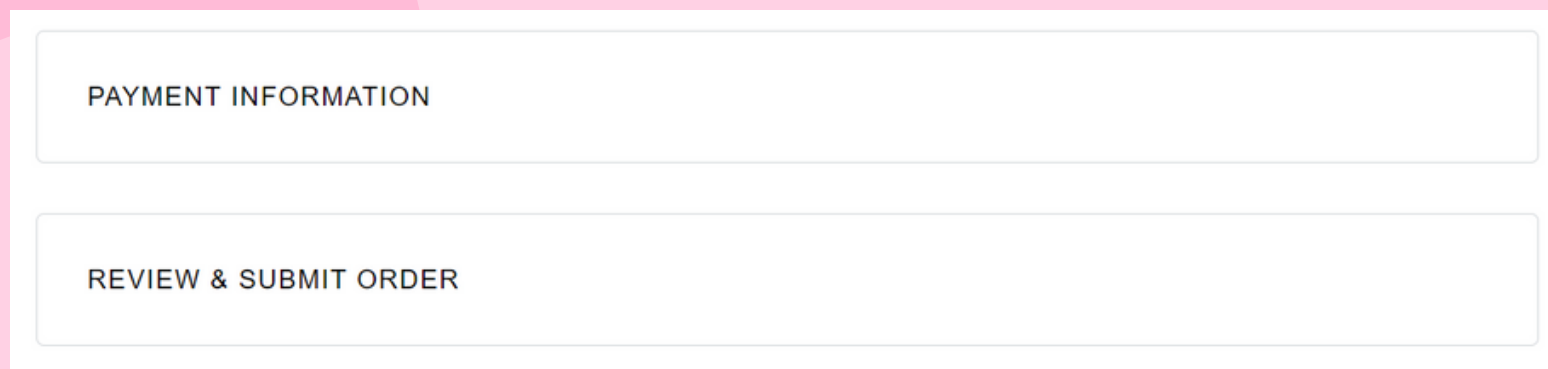 PAYMENT INFORMATION
REVIEW & SUBMIT ORDER